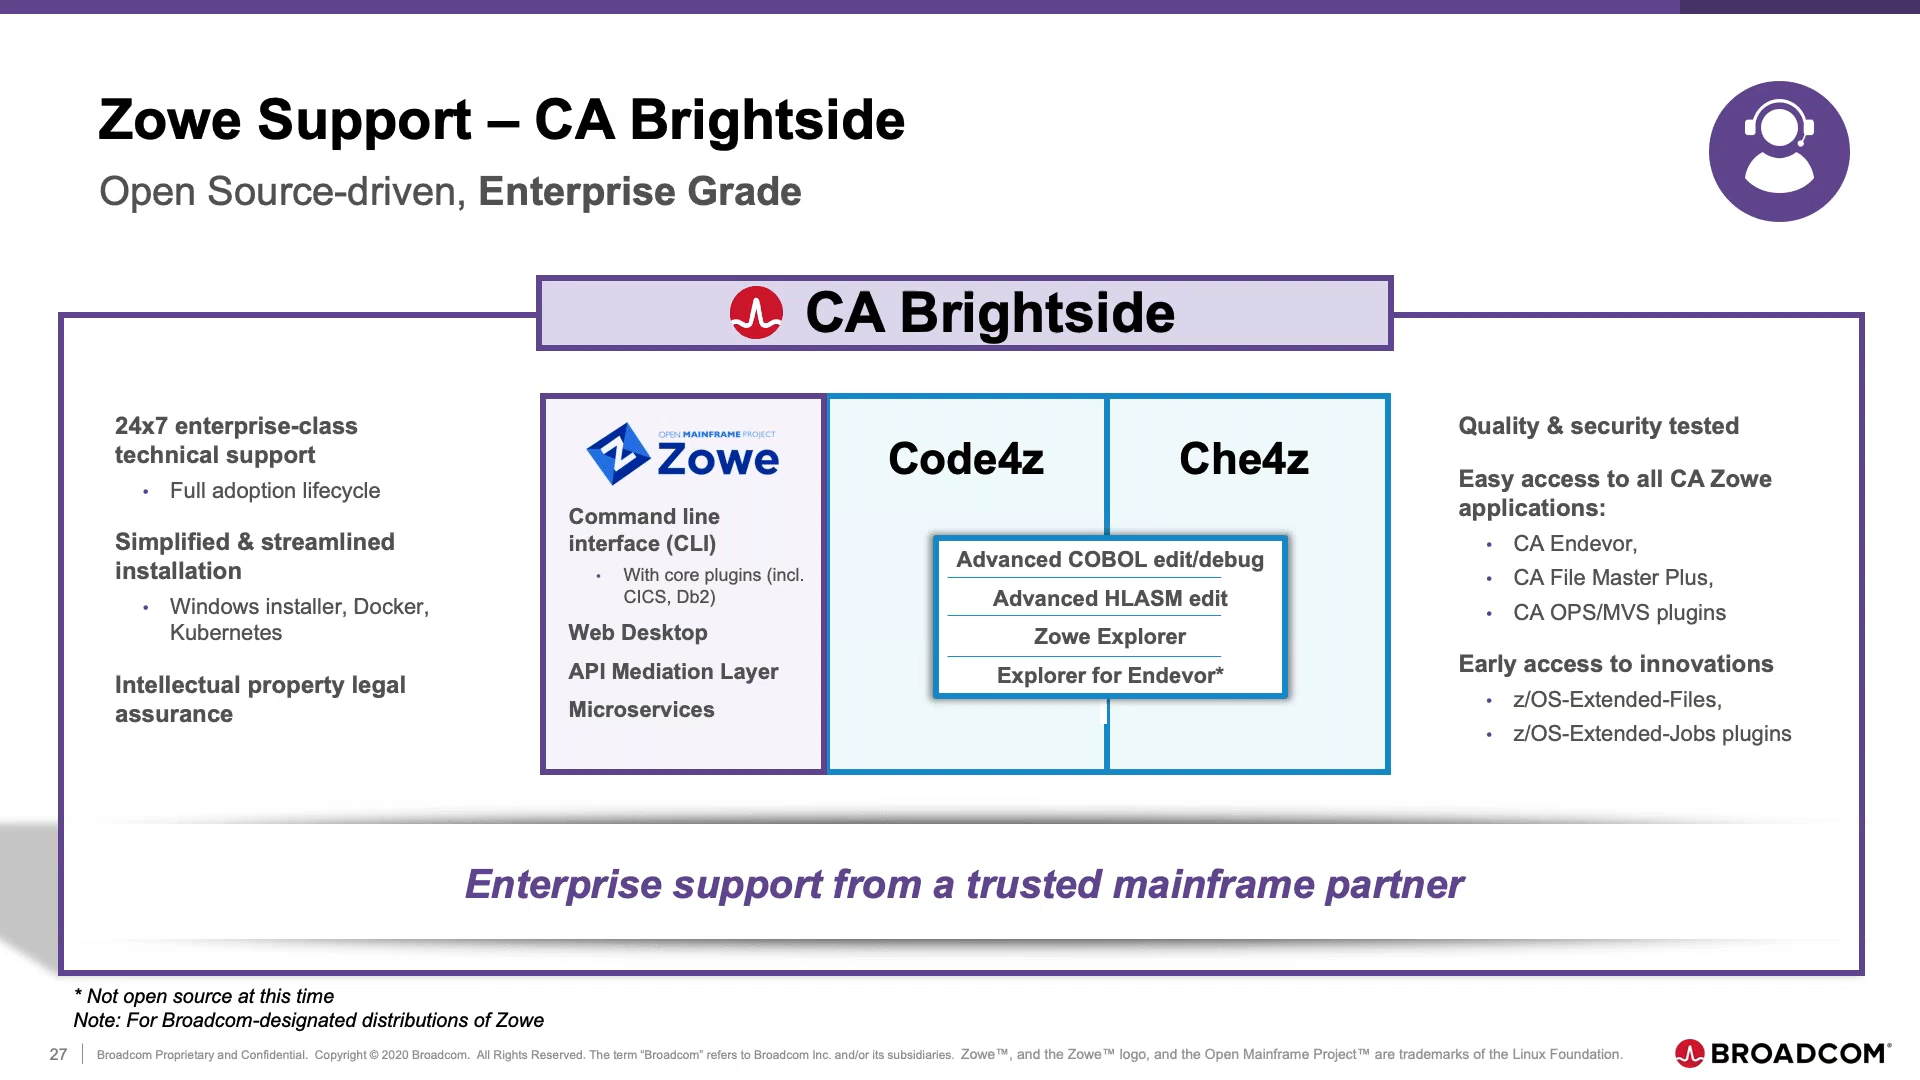 Zowe Support – CA Brightside
Open Source-driven, Enterprise Grade
CA Brightside
24x7 enterprise-class
technical support
• Full adoption lifecycle
Simplified & streamlined
installation
• Windows installer, Docker,
Kubernetes
Intellectual property legal
assurance
OPEN MAINFRAME PROJECT
Zowe
Command line
interface (CLI)
• With core plugins (incl.
CICS, Db2)
Web Desktop
API Mediation Layer
Microservices
Code4z
Che4z
Advanced COBOL edit/debug
Advanced HLASM edit
Zowe Explorer
Explorer for Endevor*
Quality & security tested
Easy access to all CA Zowe
applications:
• CA Endevor,
• CA File Master Plus,
• CA OPS/MVS plugins
Early access to innovations
• z/OS-Extended-Files,
• z/OS-Extended-Jobs plugins
Enterprise support from a trusted mainframe partner
* Not open source at this time
Note: For Broadcom-designated distributions of Zowe
27 Broadcom Proprietary and Confidential. Copyright © 2020 Broadcom. All Rights Reserved. The term “Broadcom” refers to Broadcom Inc. and/or its subsidiaries. Zowe™, and the Zowe™ logo, and the Open Mainframe Project™ are trademarks of the Linux Foundation.
BROADCOM®